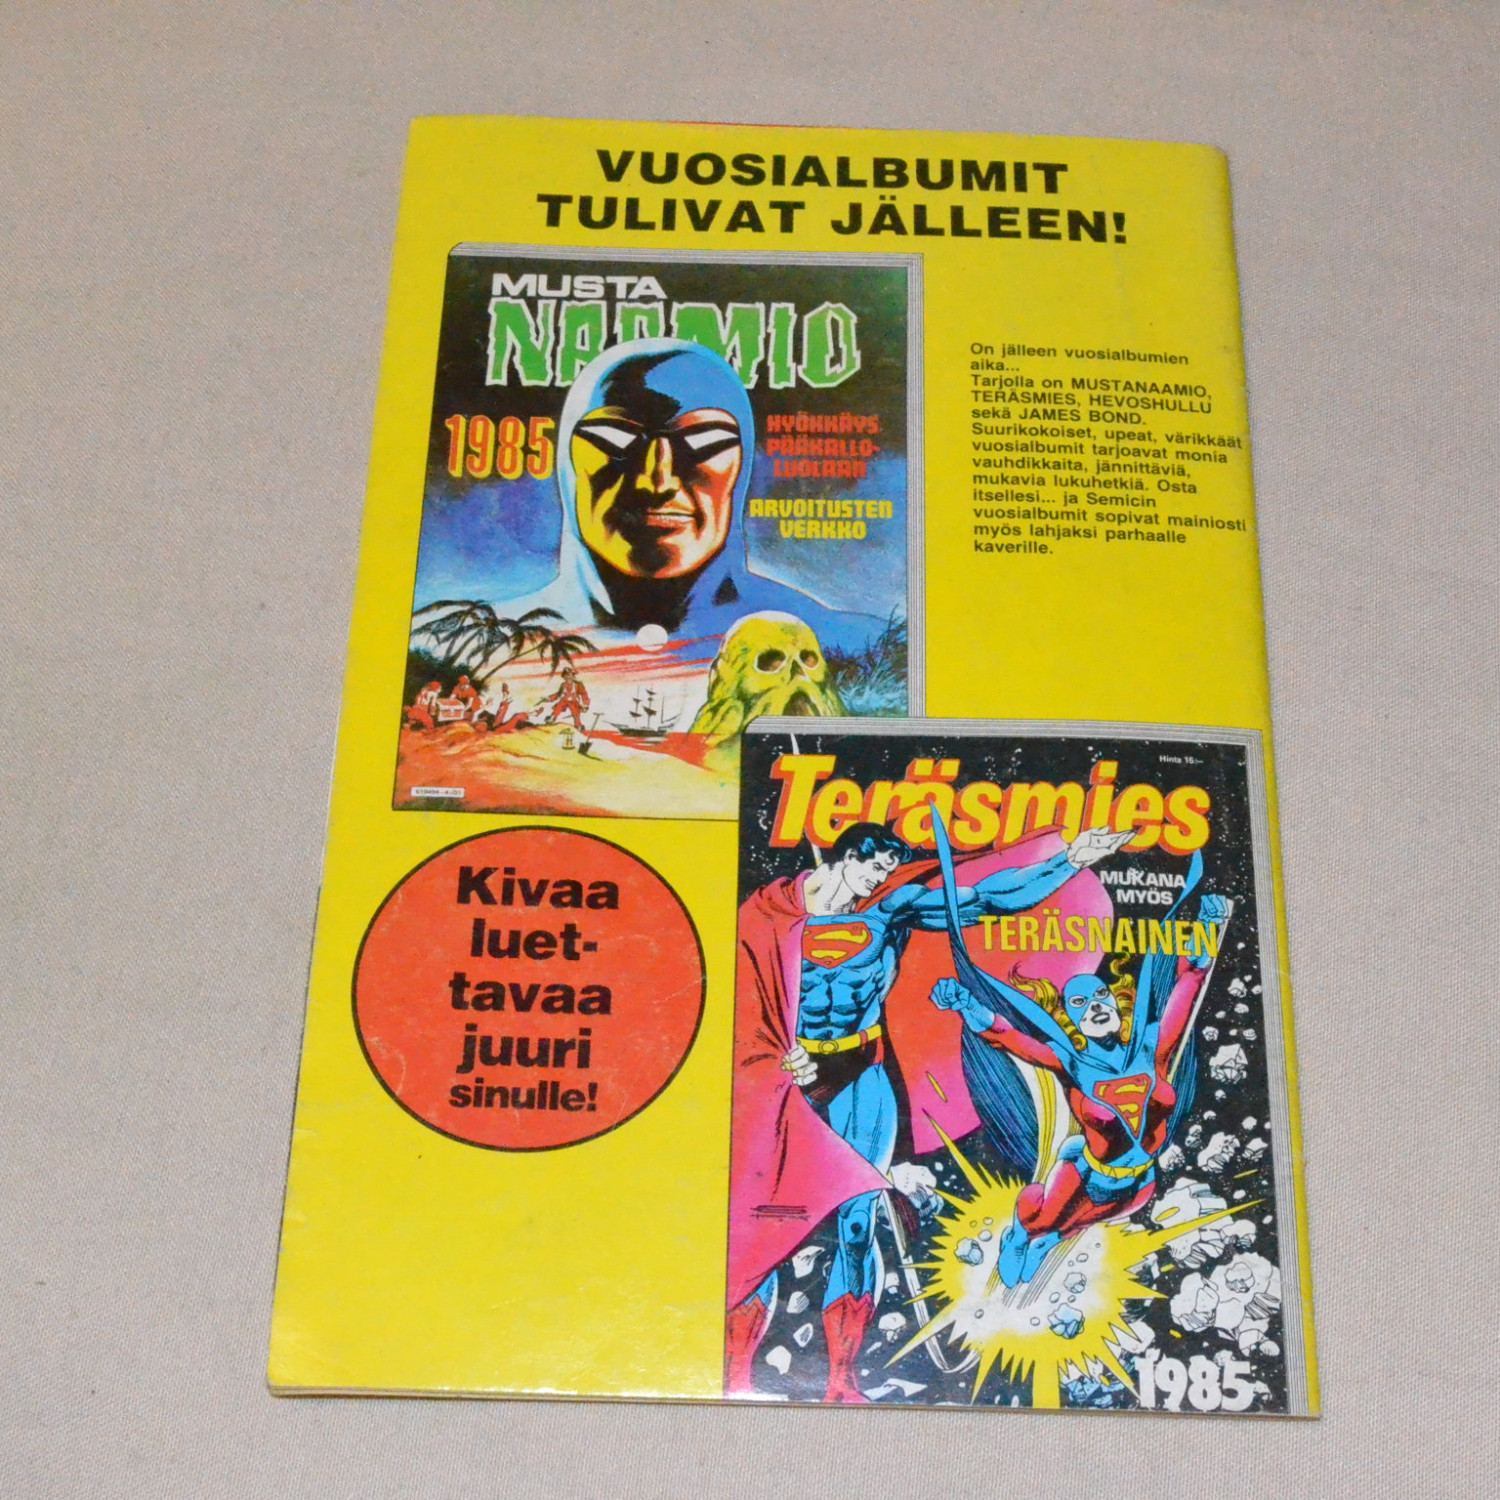 VUOSIALBUMIT
TULIVAT JÄLLEEN!
MUSTA
NAAMIO
1985
HYÖKKÄYS
PÄÄKALLO-
LUOLAAN
ARVOITUSTEN
VERKKO
On jälleen vuosialbumien
aika...
Tarjolla on MUSTANAAMIO,
TERÄSMIES, HEVOSHULLU
sekä JAMES BOND.
Suurikokoiset, upeat, värikkäät
vuosialbumit tarjoavat monia
vauhdikkaita, jännittäviä,
mukavia lukuhetkiä. Osta
itsellesi... ja Semicin
vuosialbumit sopivat mainiosti
myös lahjaksi parhaalle
kaverille.
Kivaa
luet-
tavaa
juuri
sinulle!
Hinta 15:—
Teräsmies
MUKANA
MYÖS
TERÄSNAINEN
1985